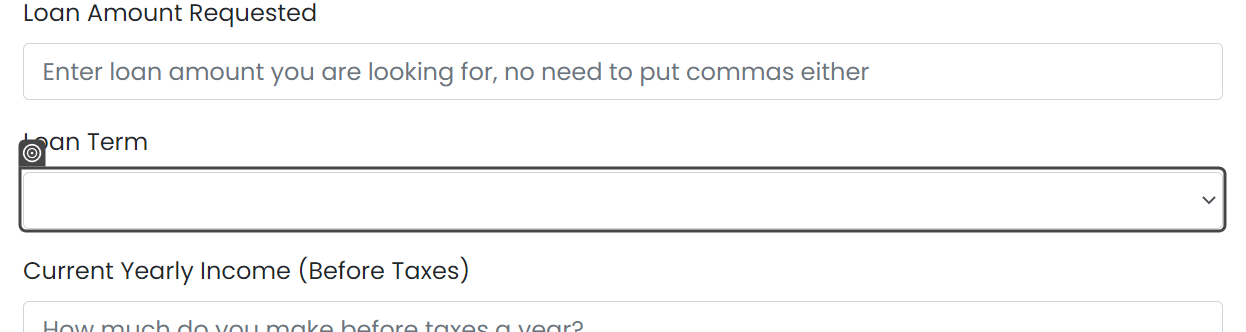 Loan Amount Requested
Enter loan amount you are looking for, no need to put commas either
Loan Term
Current Yearly Income (Before Taxes)
How much do you make before taxes a year?